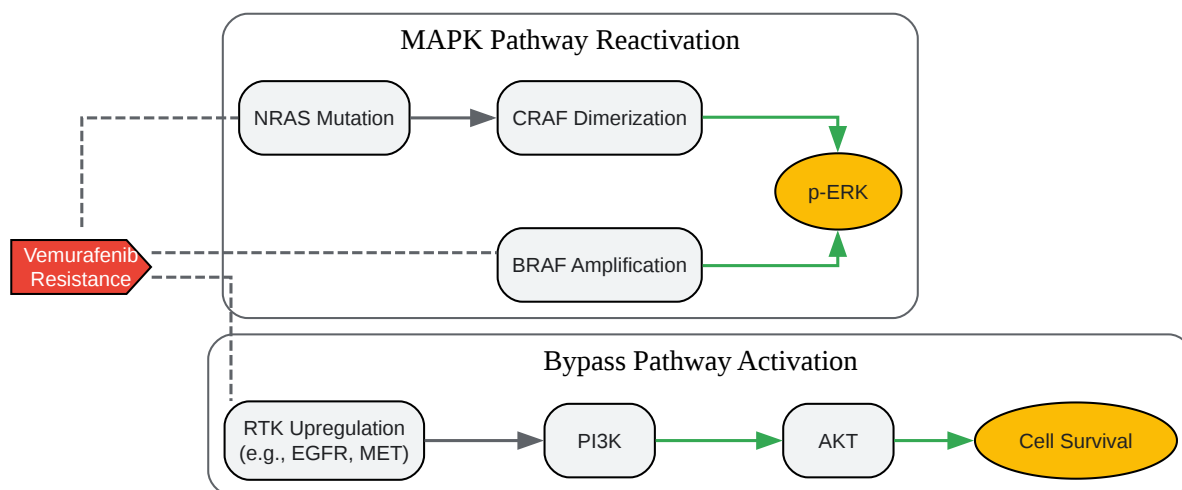 MAPK Pathway Reactivation
NRAS Mutation
CRAF Dimerization
p-ERK
Vemurafenib
Resistance
BRAF Amplification
Bypass Pathway Activation
RTK Upregulation
(e.g., EGFR, MET)
PI3K
AKT
Cell Survival